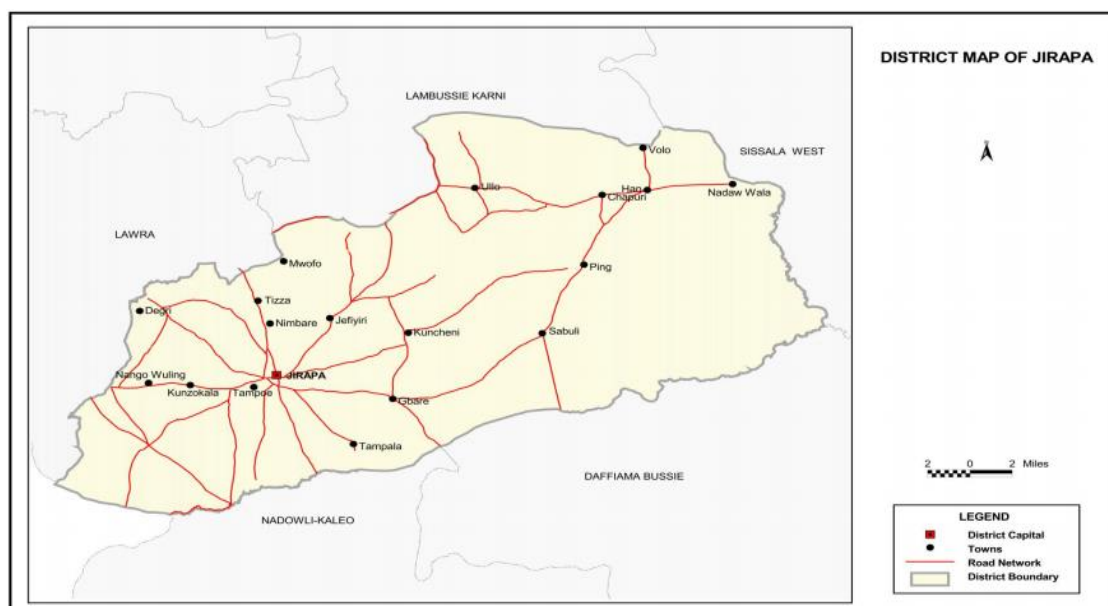 DISTRICT MAP OF JIRAPA
LAMBUSSIE KARNI
SISSALA WEST
Volo
Ullo
Hao
Chapuri
Nadaw Wala
LAWRA
Mwofo
Ping
Tizza
Degri
Nimbare
Jefiyiri
Kuncheni
Sabuli
Nango Wuling
JIRAPA
Kunzokala
Tampoe
Gbare
Tampala
DAFFIAMA BUSSIE
NADOWLI-KALEO
2 0 2 Miles
LEGEND
District Capital
Towns
Road Network
District Boundary